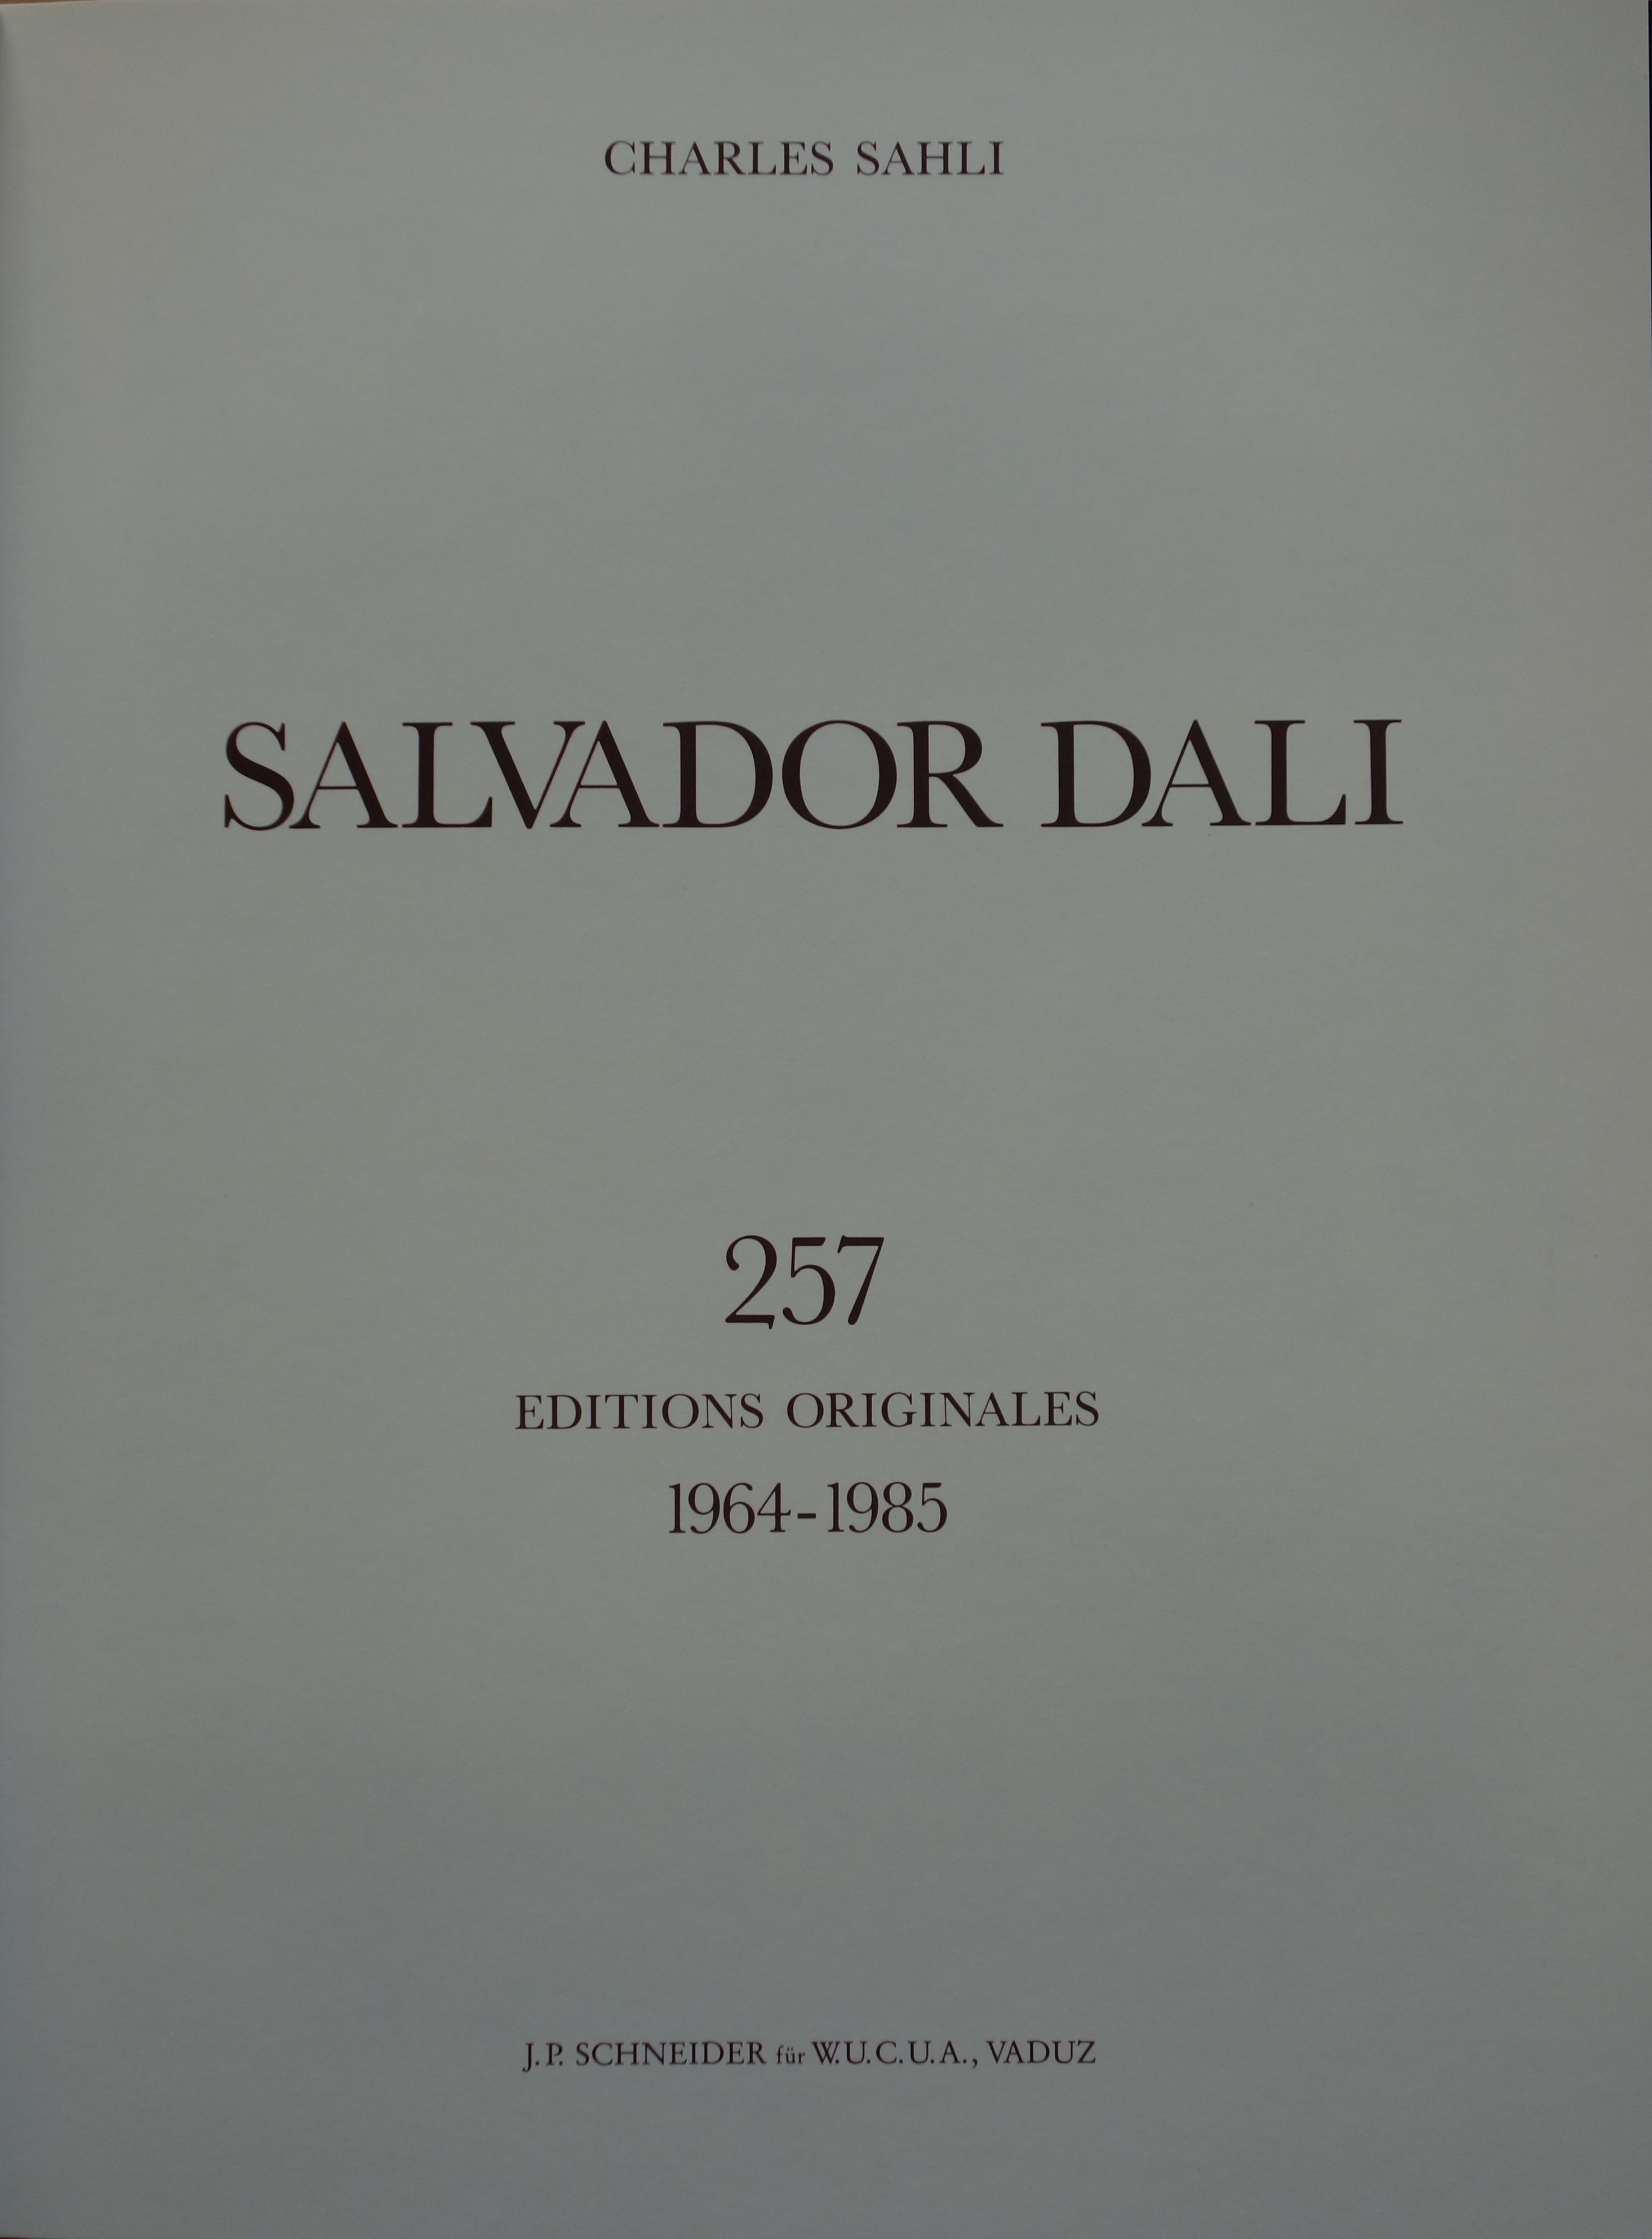 CHARLES SAHLI
SALVADOR DALI
257
EDITIONS ORIGINALES
1964-1985
J.P. SCHNEIDER für W.U.C.U.A., VADUZ